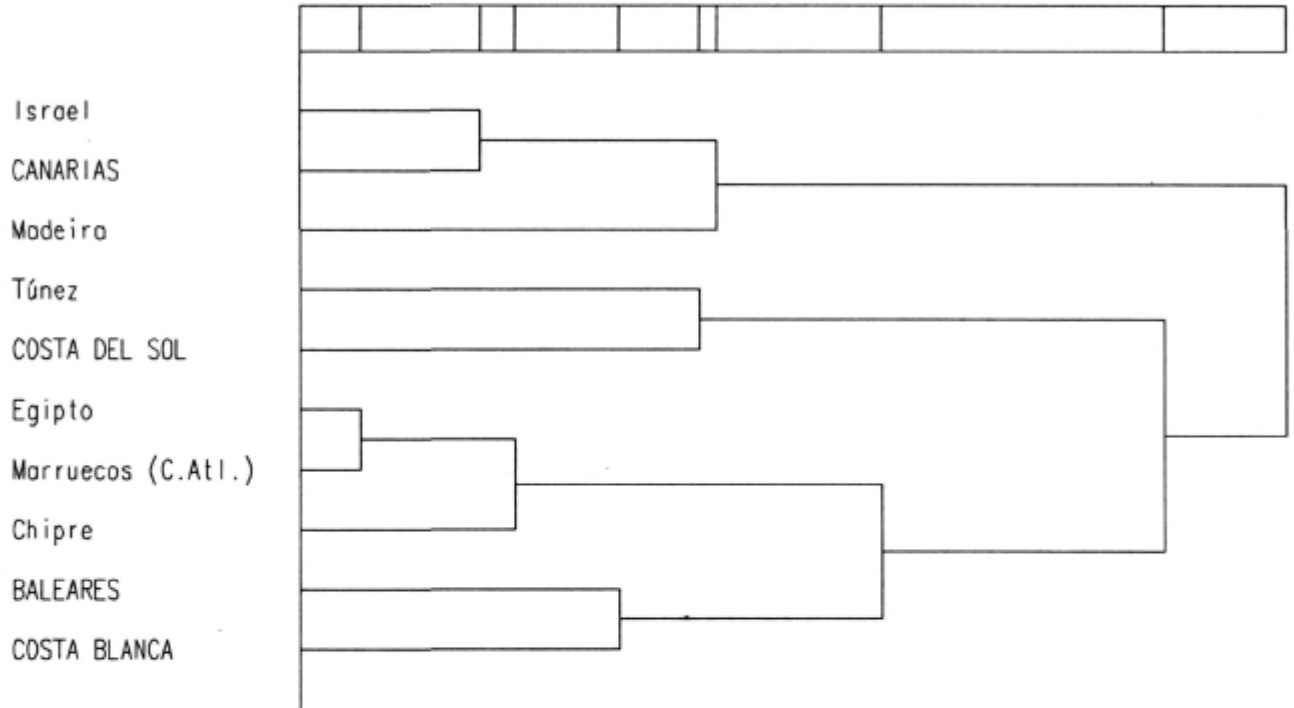 Israel
CANARIAS
Madeira
Túnez
COSTA DEL SOL
Egipto
Marruecos (C.Atl.)
Chipre
BALEARES
COSTA BLANCA